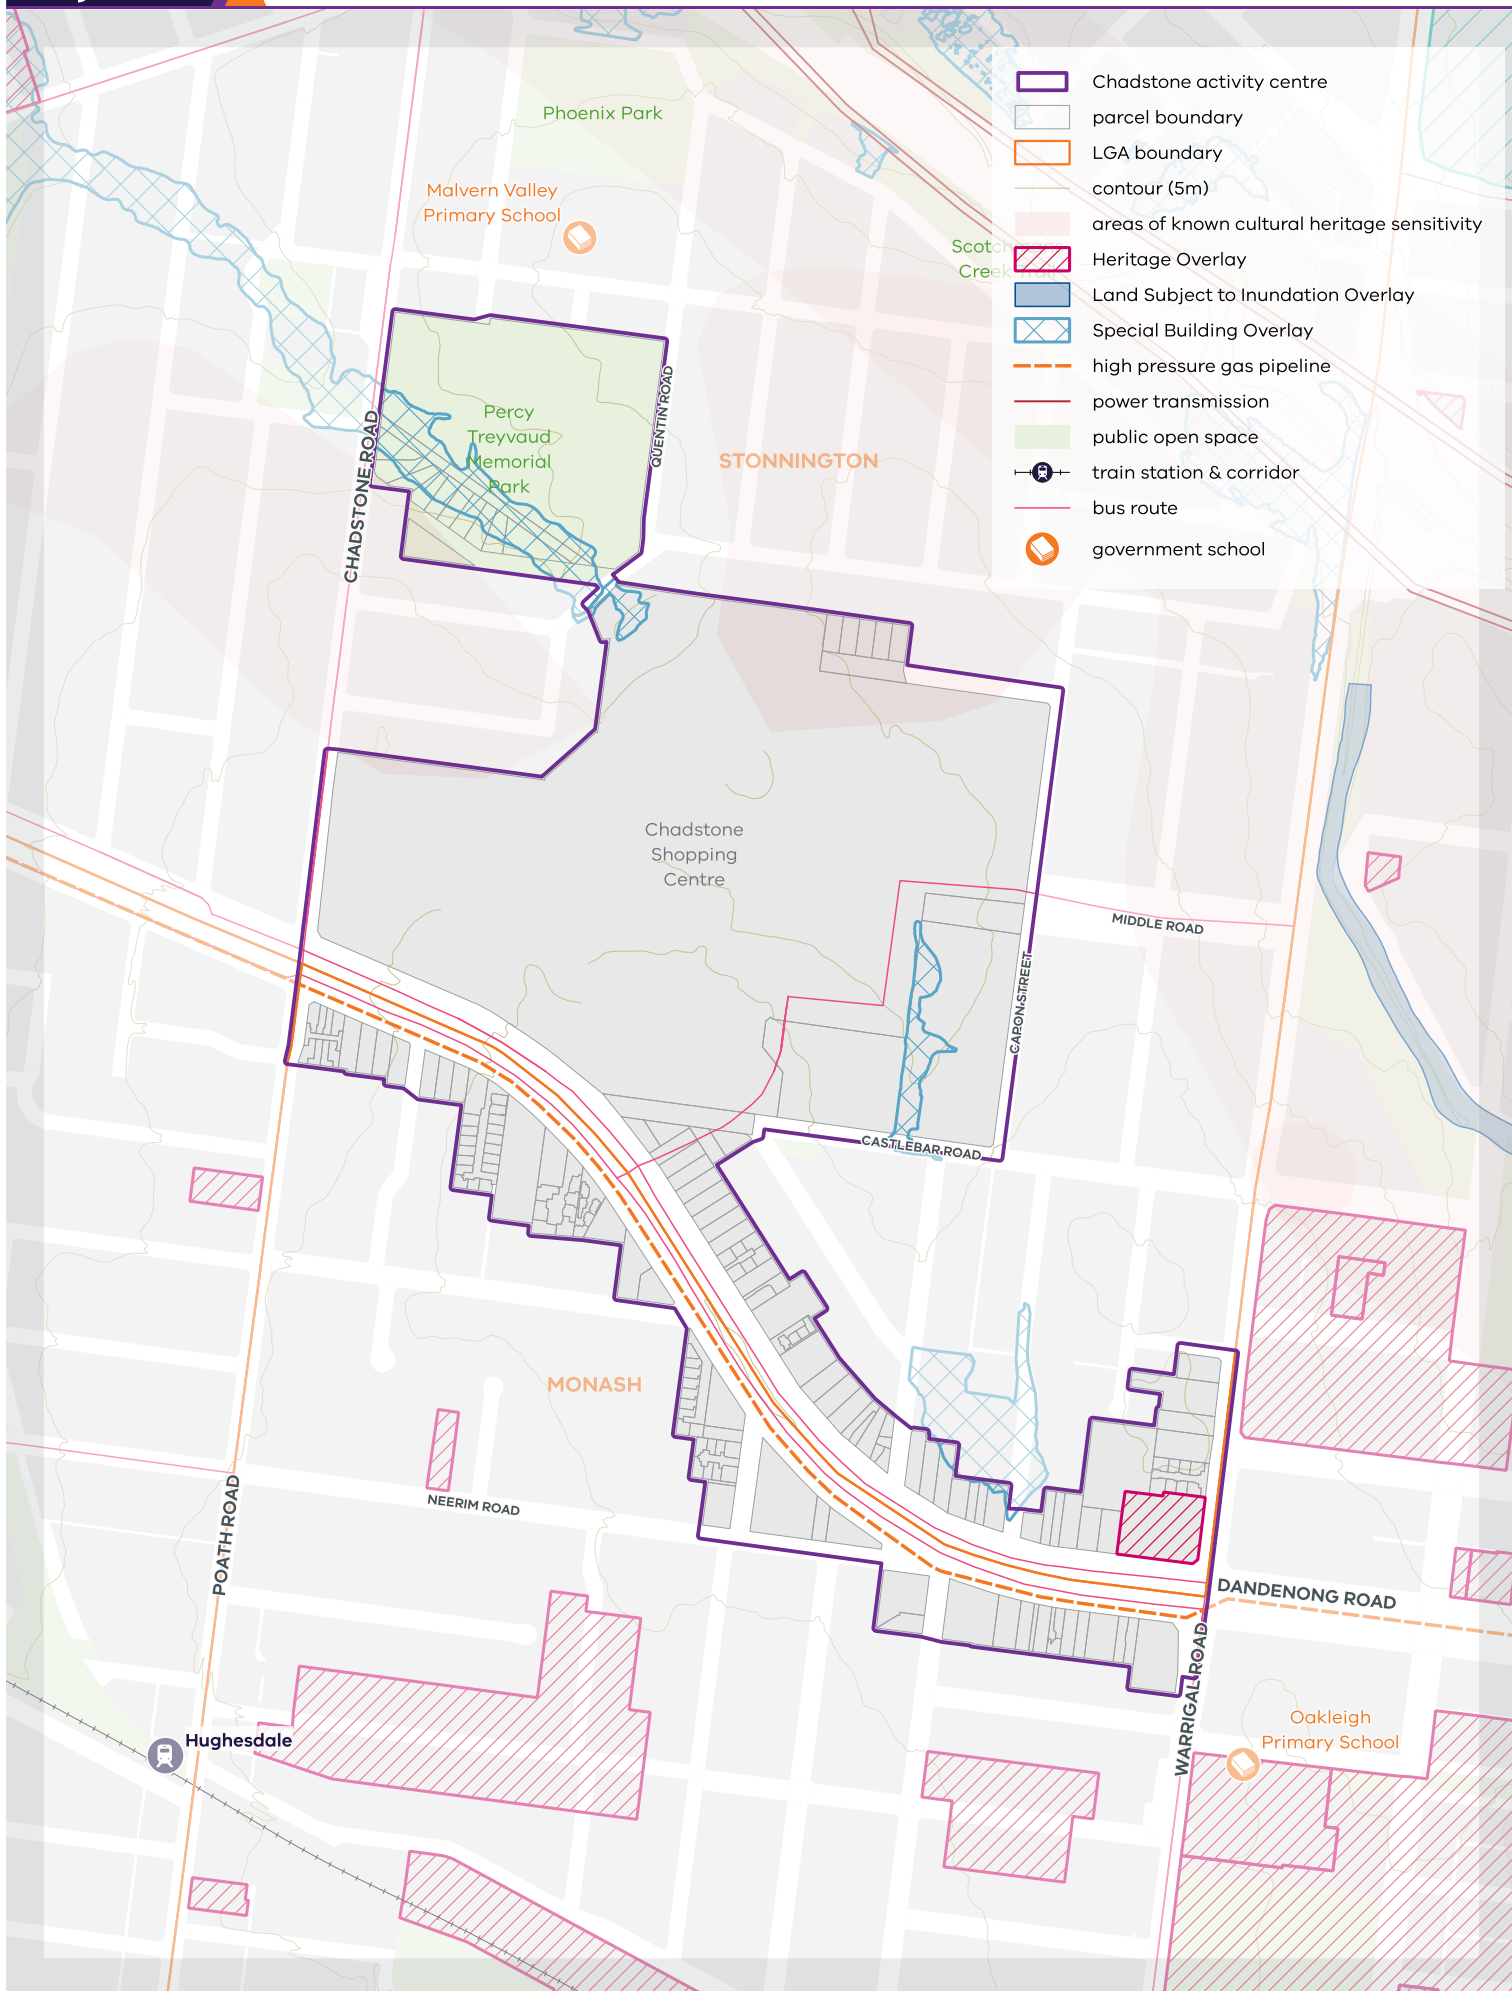 Phoenix Park
Malvern Valley
Primary School
Chadstone activity centre
parcel boundary
LGA boundary
contour (5m)
areas of known cultural heritage sensitivity
Heritage Overlay
Land Subject to Inundation Overlay
Special Building Overlay
high pressure gas pipeline
power transmission
public open space
train station & corridor
bus route
government school
Creek
Percy
Treyvaud
Memorial
Park
QUENTIN ROAD
STONNINGTON
CHADSTONE ROAD
Chadstone
Shopping
Centre
MIDDLE ROAD
CAPON STREET
CASTLEBAR ROAD
MONASH
NEERIM ROAD
POATH ROAD
DANDENONG ROAD
WARRIGAL ROAD
Hughesdale
Oakleigh
Primary School